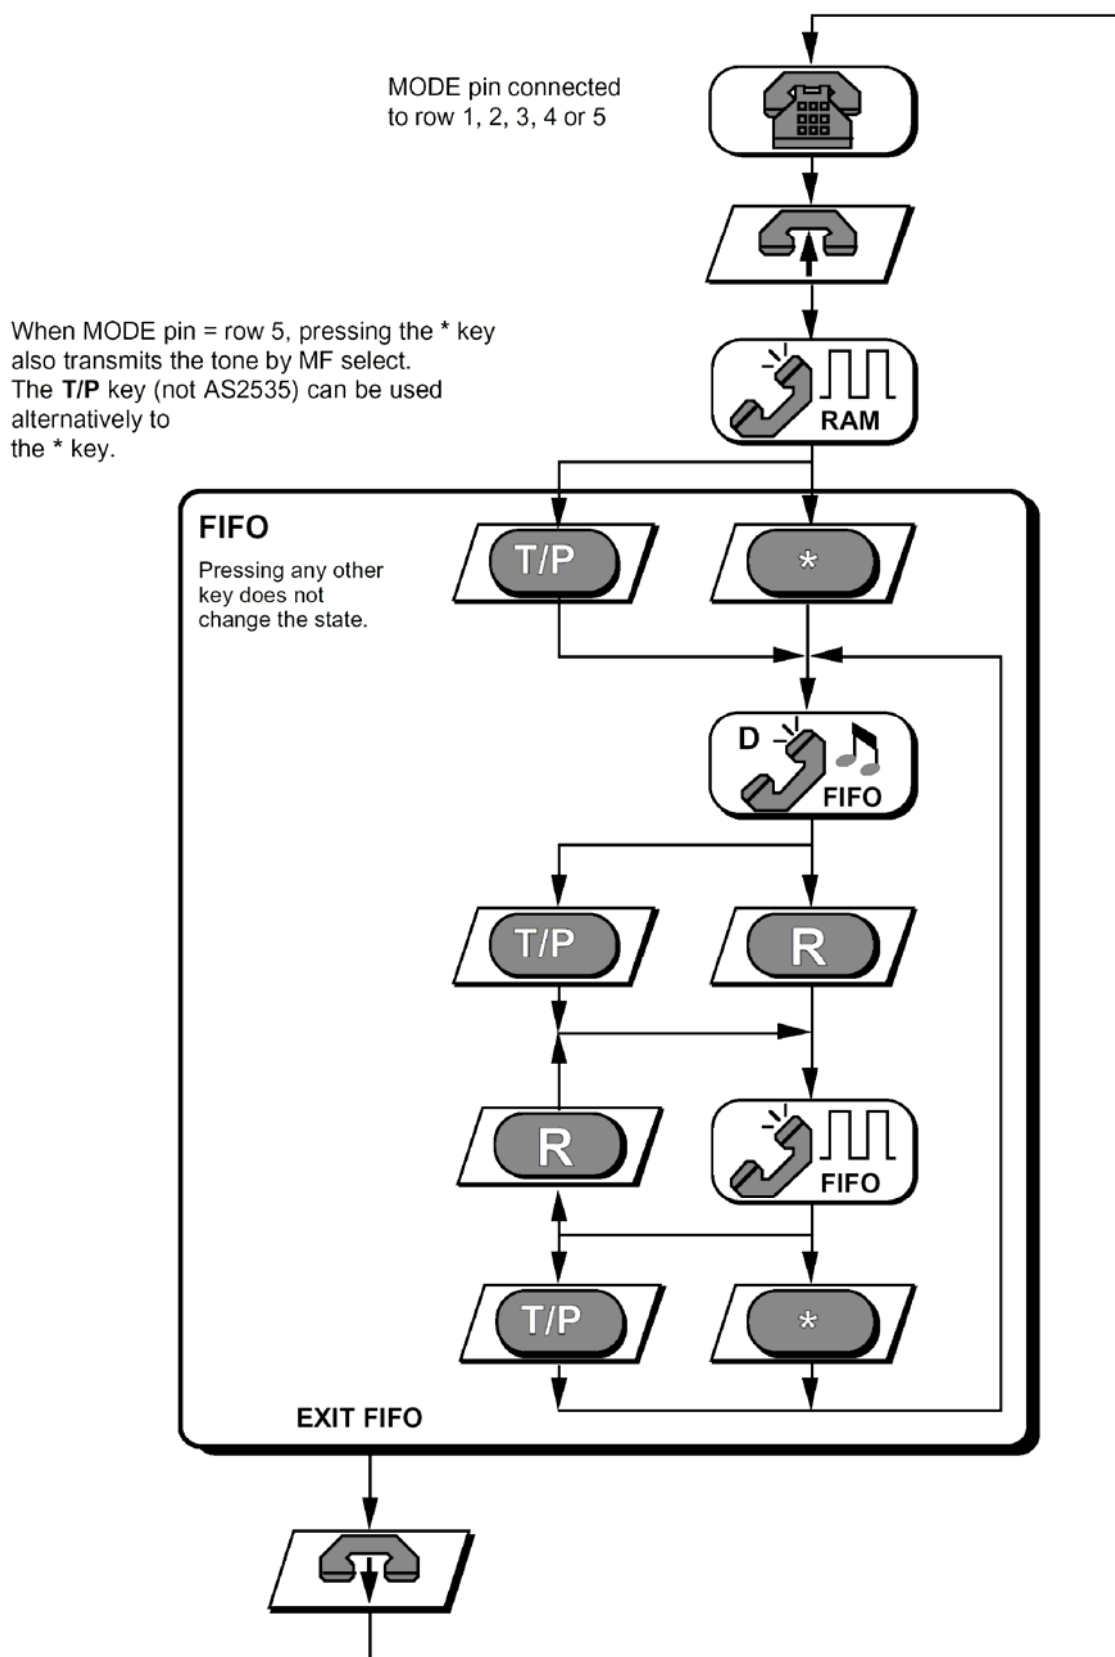 MODE pin connected
to row 1, 2, 3, 4 or 5
When MODE pin = row 5, pressing the * key
also transmits the tone by MF select.
The T/P key (not AS2535) can be used
alternatively to
the * key.
RAM
FIFO
Pressing any other
key does not
change the state.
T/P
*
D
FIFO
T/P
R
R
FIFO
T/P
*
EXIT FIFO